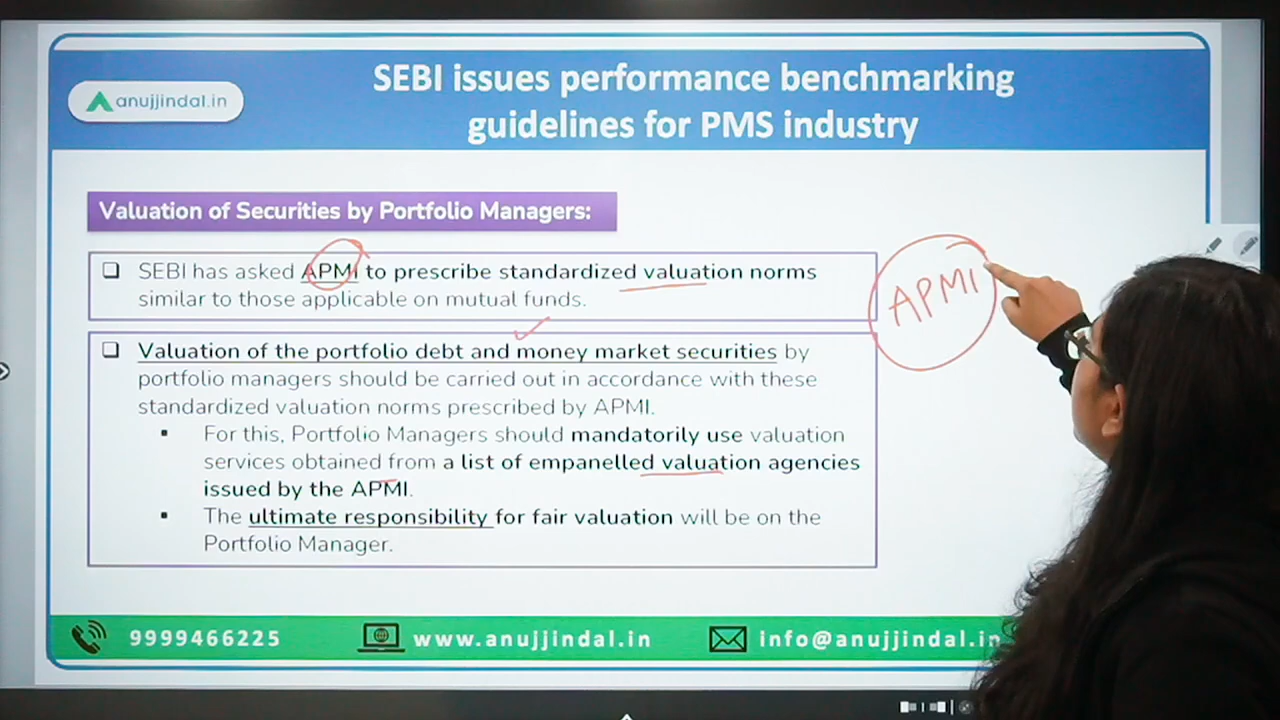 SEBI issues performance benchmarking
anujjindal.in
guidelines for PMS industry
Valuation of Securities by Portfolio Managers:
SEBI has asked APMI to prescribe standardized valuation norms
similar to those applicable on mutual funds.
APMI
Valuation of the portfolio debt and money market securities by
portfolio managers should be carried out in accordance with these
standardized valuation norms prescribed by APMI.
For this, Portfolio Managers should mandatorily use valuation
services obtained from a list of empanelled valuation agencies
issued by the APMI.
The ultimate responsibility for fair valuation will be on the
Portfolio Manager.
9999466225 www.anujjindal.in info@anujjindal.in